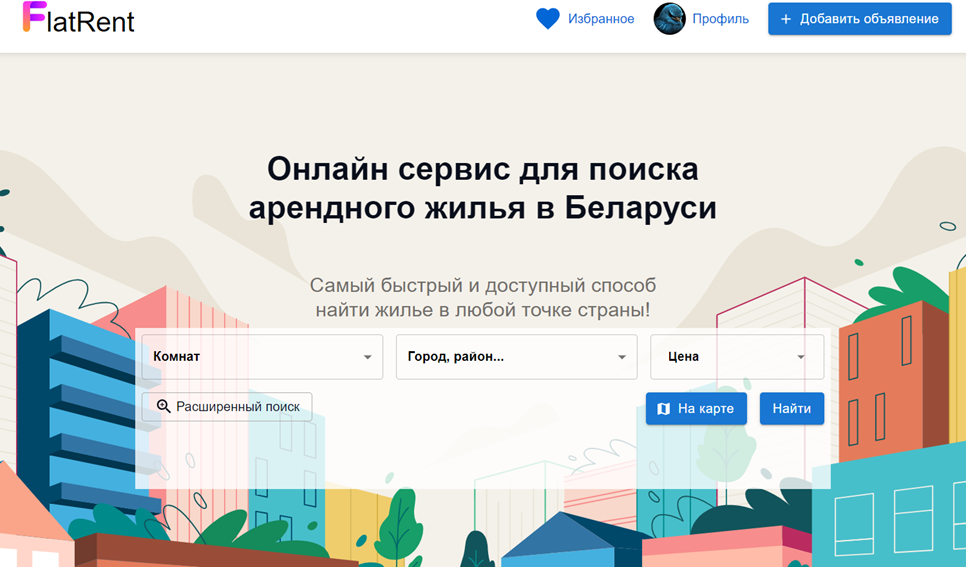 FlatRent
Избранное
Профиль
+ Добавить объявление
Онлайн сервис для поиска
арендного жилья в Беларуси
Самый быстрый и доступный способ
найти жилье в любой точке страны!
Комнат
Город, район...
Цена
Расширенный поиск
На карте
Найти